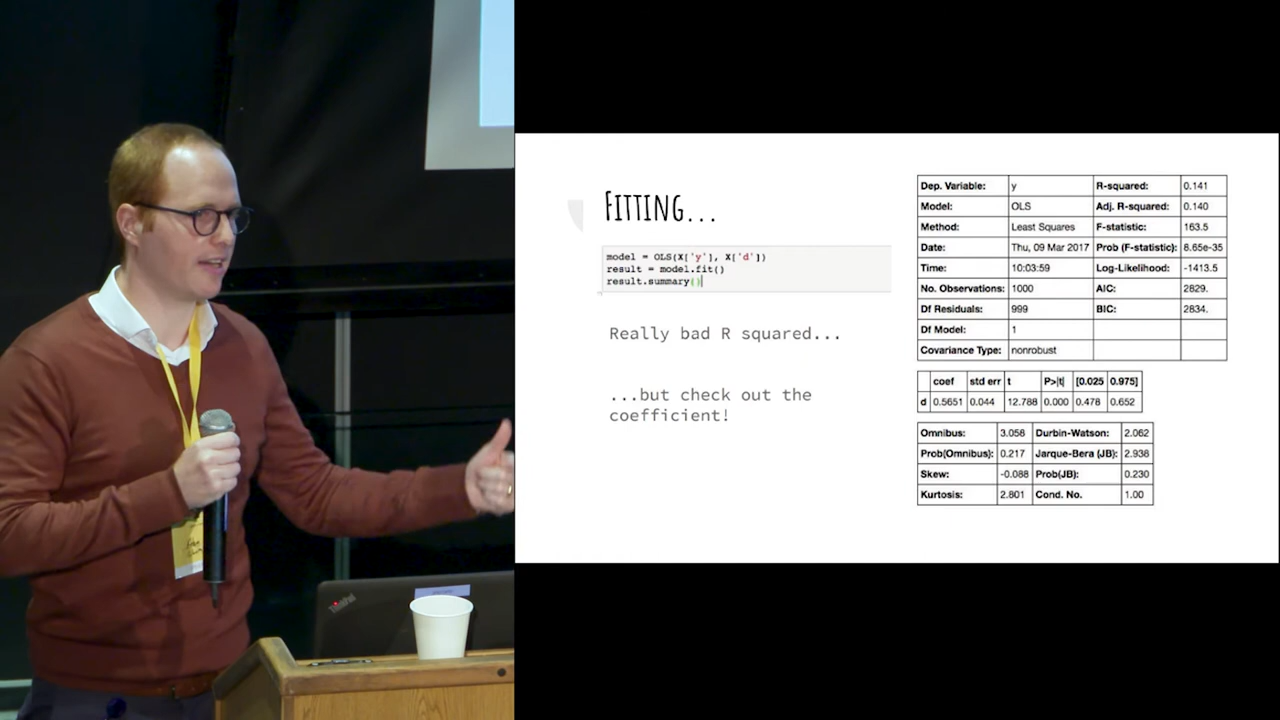 FITTING...
model = OLS(X['y'], X['d'])
result = model.fit()
result.summary()
Really bad R squared...
...but check out the
coefficient!
Dep. Variable: y R-squared: 0.141
Model: OLS Adj. R-squared: 0.140
Method: Least Squares F-statistic: 163.5
Date: Thu, 09 Mar 2017 Prob (F-statistic): 8.65e-35
Time: 10:03:59 Log-Likelihood: -1413.5
No. Observations: 1000 AIC: 2829.
Df Residuals: 999 BIC: 2834.
Df Model: 1
Covariance Type: nonrobust
coef std err t P>|t| [0.025 0.975]
d 0.5651 0.044 12.788 0.000 0.478 0.652
Omnibus: 3.058 Durbin-Watson: 2.062
Prob(Omnibus): 0.217 Jarque-Bera (JB): 2.938
Skew: -0.088 Prob(JB): 0.230
Kurtosis: 2.801 Cond. No. 1.00
ThinkPad